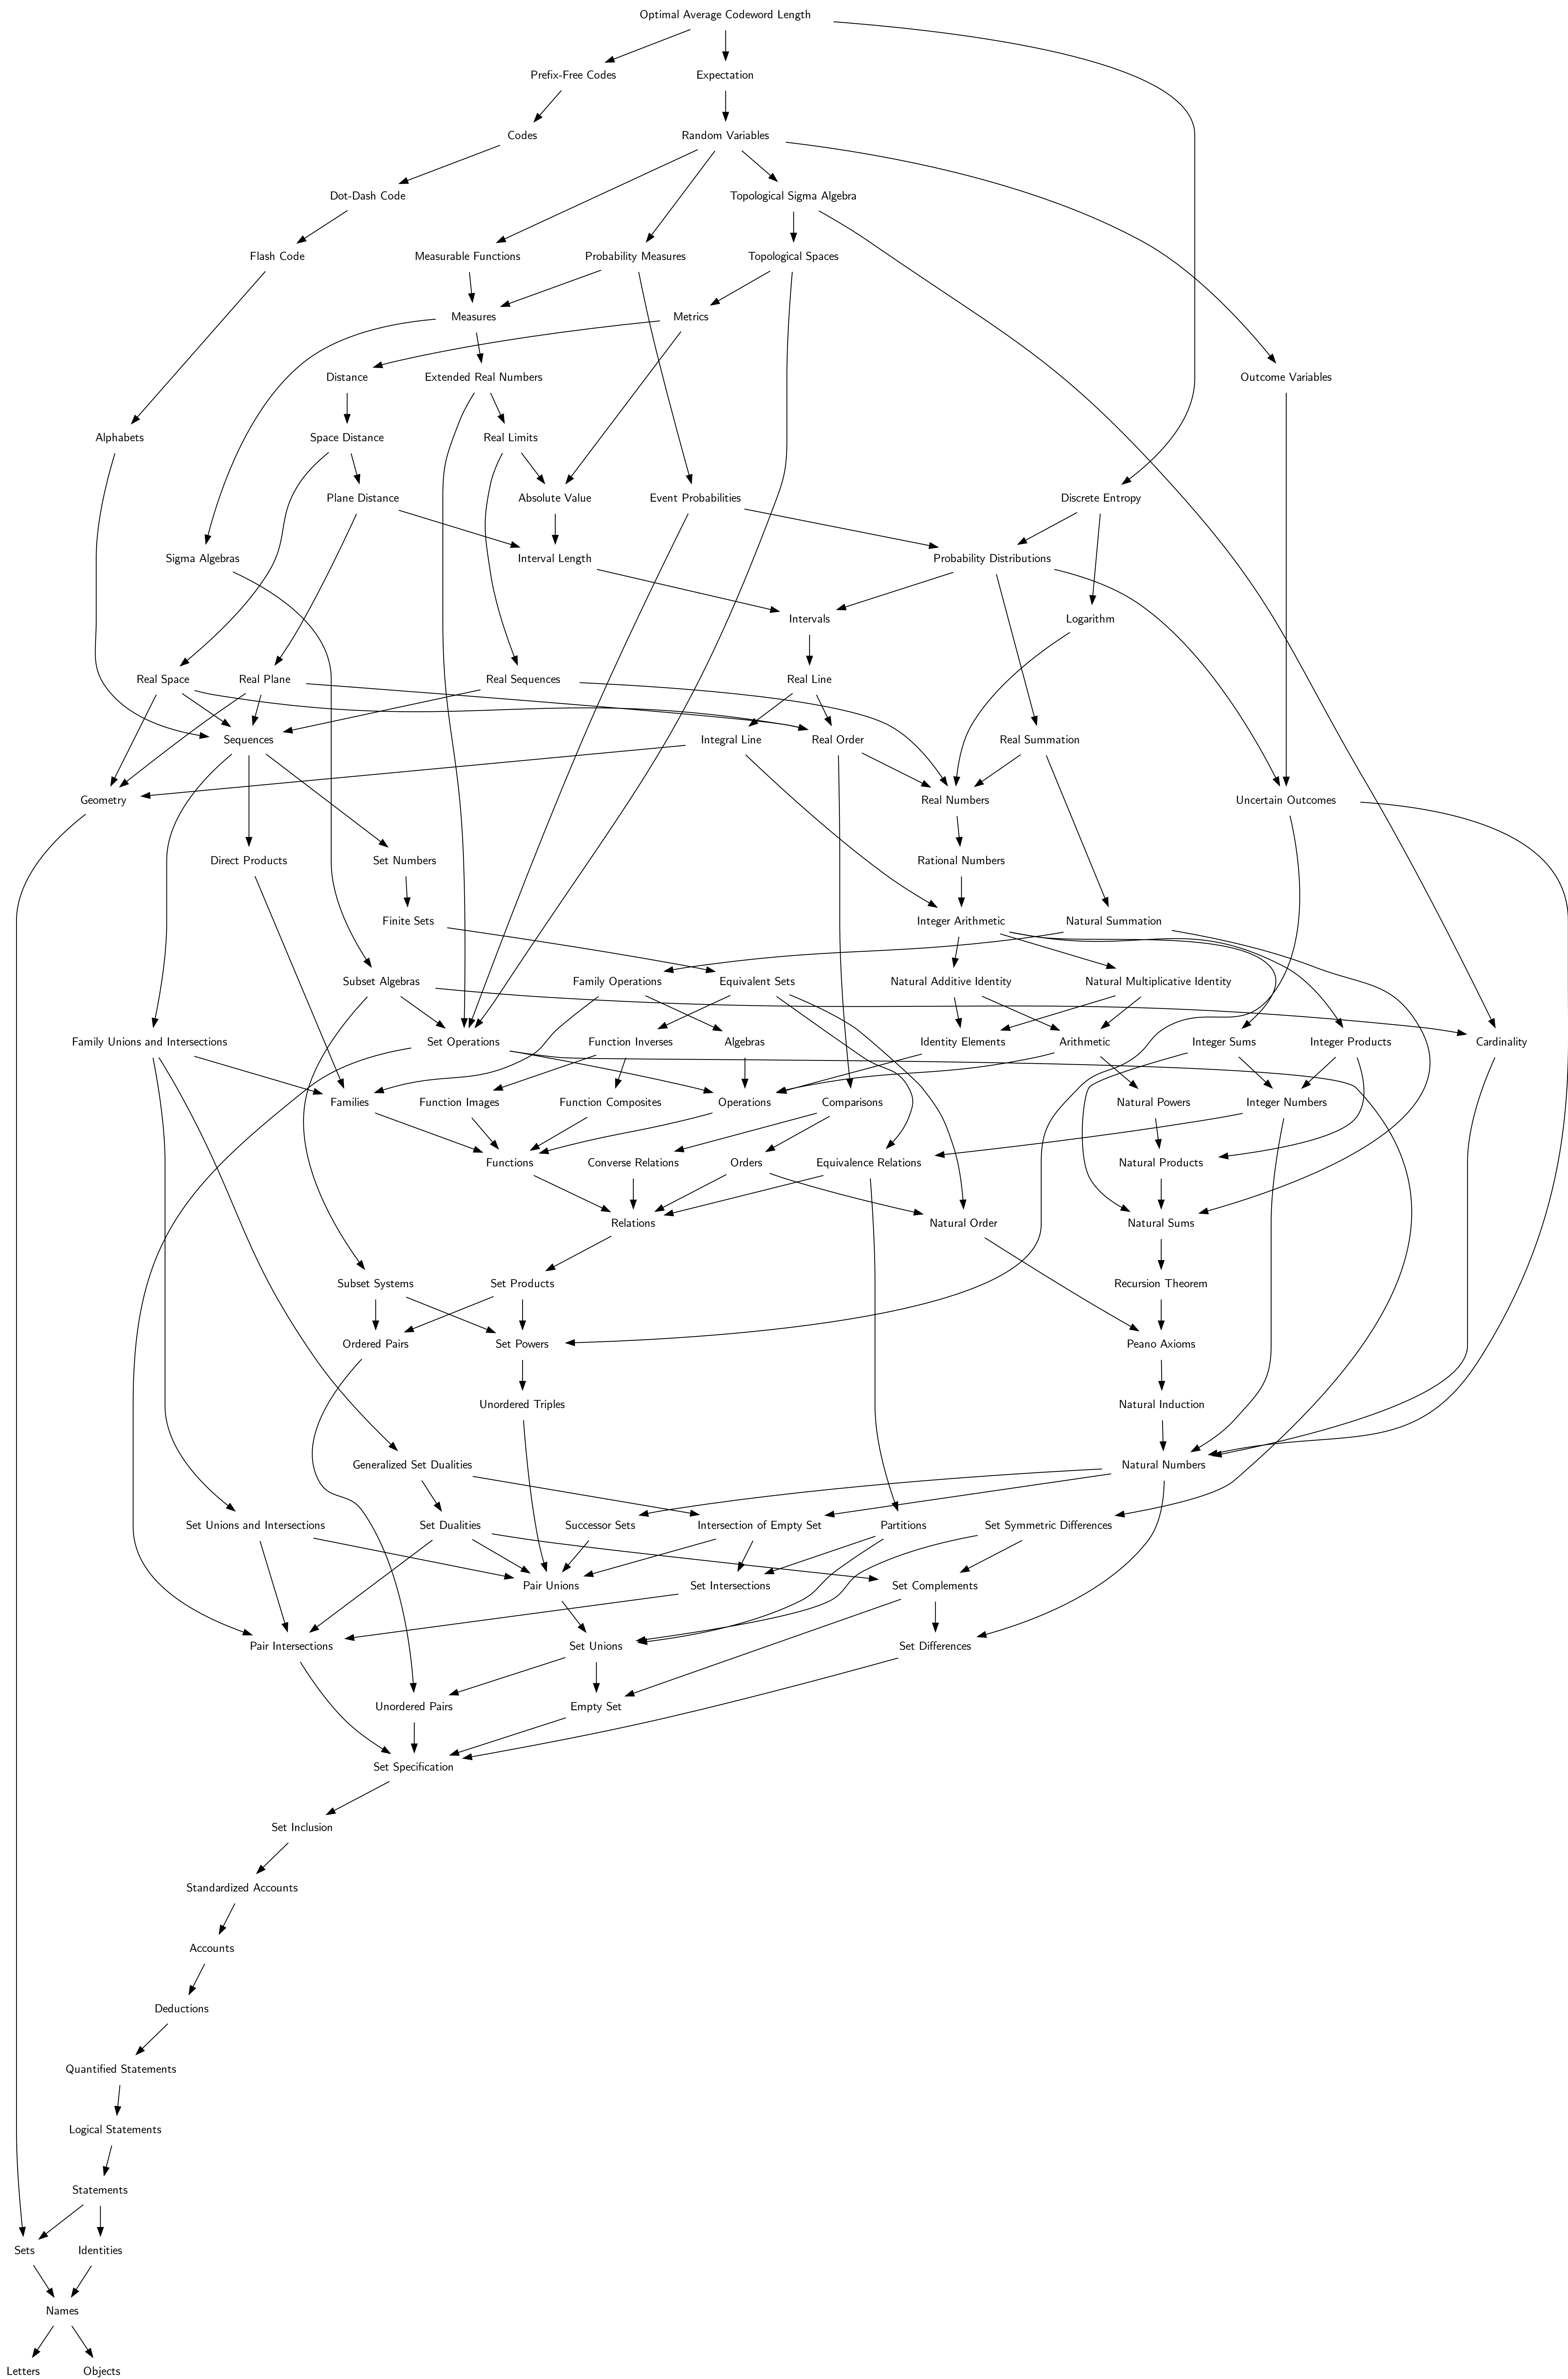 Optimal Average Codeword Length
Prefix-Free Codes
Expectation
Codes
Random Variables
Dot-Dash Code
Topological Sigma Algebra
Flash Code
Measurable Functions
Probability Measures
Topological Spaces
Measures
Metrics
Distance
Extended Real Numbers
Outcome Variables
Alphabets
Space Distance
Real Limits
Plane Distance
Absolute Value
Event Probabilities
Discrete Entropy
Sigma Algebras
Interval Length
Probability Distributions
Intervals
Logarithm
Real Space
Real Plane
Real Sequences
Real Line
Sequences
Integral Line
Real Order
Real Summation
Geometry
Real Numbers
Uncertain Outcomes
Direct Products
Set Numbers
Rational Numbers
Finite Sets
Integer Arithmetic
Natural Summation
Subset Algebras
Family Operations
Equivalent Sets
Natural Additive Identity
Natural Multiplicative Identity
Family Unions and Intersections
Set Operations
Function Inverses
Algebras
Identity Elements
Arithmetic
Integer Sums
Integer Products
Cardinality
Families
Function Images
Function Composites
Operations
Comparisons
Natural Powers
Integer Numbers
Functions
Converse Relations
Orders
Equivalence Relations
Natural Products
Relations
Natural Order
Natural Sums
Subset Systems
Set Products
Recursion Theorem
Ordered Pairs
Set Powers
Peano Axioms
Unordered Triples
Natural Induction
Generalized Set Dualities
Natural Numbers
Set Unions and Intersections
Set Dualities
Successor Sets
Intersection of Empty Set
Partitions
Set Symmetric Differences
Pair Unions
Set Intersections
Set Complements
Pair Intersections
Set Unions
Set Differences
Unordered Pairs
Empty Set
Set Specification
Set Inclusion
Standardized Accounts
Accounts
Deductions
Quantified Statements
Logical Statements
Statements
Sets
Identities
Names
Letters
Objects